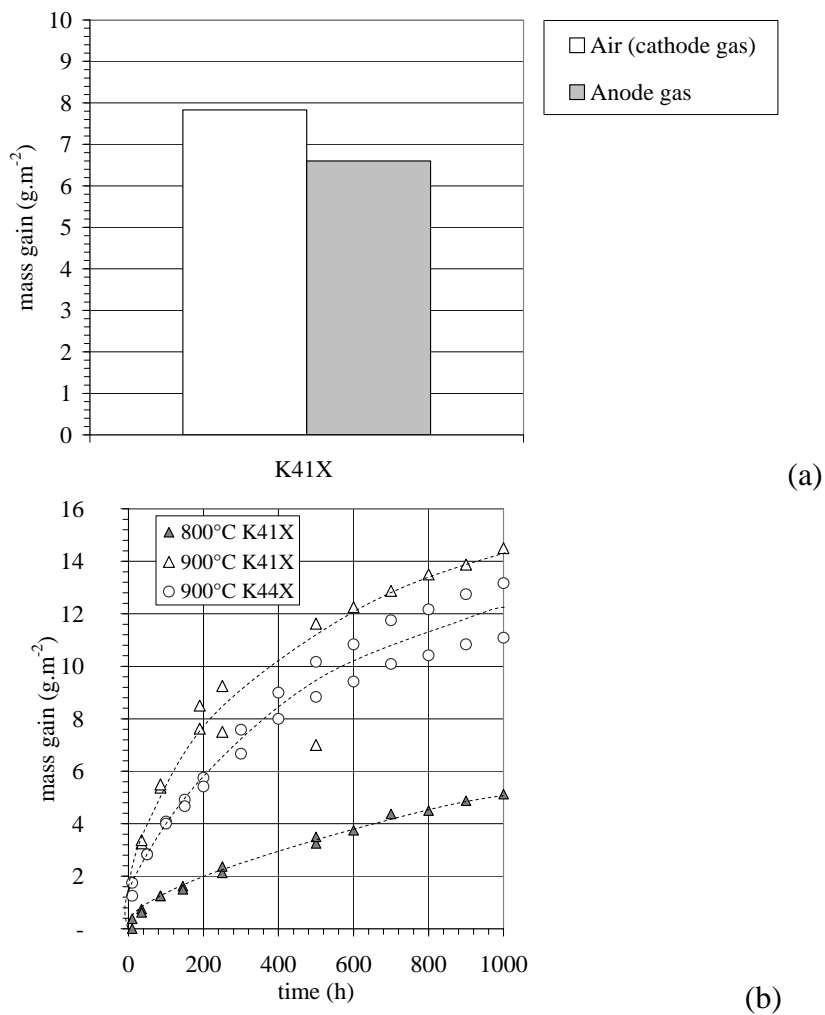 10
9
8
7
6
5
4
3
2
1
0
mass gain (g.m-2)
K41X
Air (cathode gas)
Anode gas
(a)
16
14
12
10
8
6
4
2
-
mass gain (g.m-2)
800°C K41X
900°C K41X
900°C K44X
0 200 400 600 800 1000
time (h)
(b)